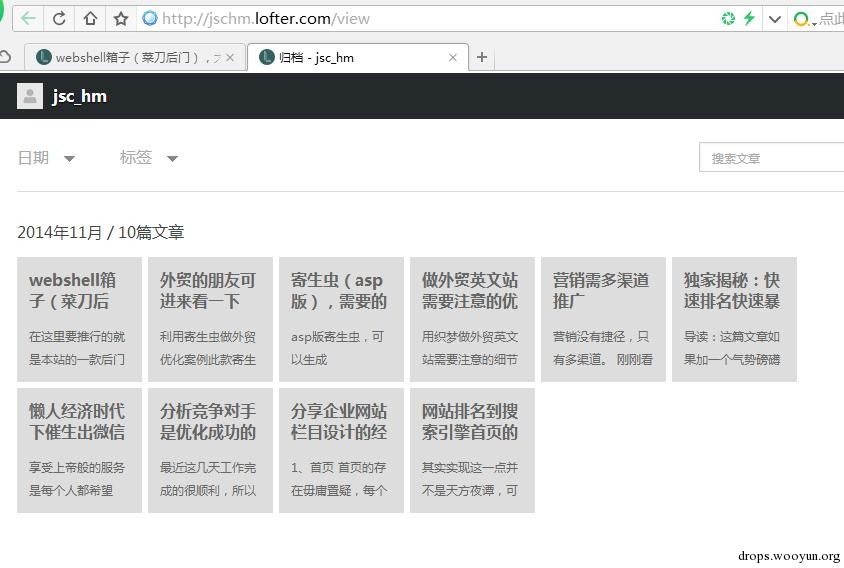 http://jschm.lofter.com/view
点此
webshell箱子（菜刀后门），
归档 - jsc_hm
jsc_hm
日期
标签
搜索文章
2014年11月 / 10篇文章
webshell箱
子（菜刀后
在这里要推行的就
是本站的一款后门
外贸的朋友可
进来看一下
利用寄生虫做外贸
优化案例此款寄生
寄生虫（asp
版），需要的
asp版寄生虫，可
以生成
做外贸英文站
需要注意的优
用织梦做外贸英文
站需要注意的细节
营销需多渠道
推广
营销没有捷径，只
有多渠道。 刚刚看
独家揭秘：快
速排名快速暴
导读：这篇文章如
果加一个气势磅礴
懒人经济时代
下催生出微信
享受上帝般的服务
是每个人都希望
分析竞争对手
是优化成功的
最近这几天工作完
成的很顺利，所以
分享企业网站
栏目设计的经
1、首页 首页的存
在毋庸置疑，每个
网站排名到搜
索引擎首页的
其实实现这一点并
不是天方夜谭，可
drops.wooyun.org